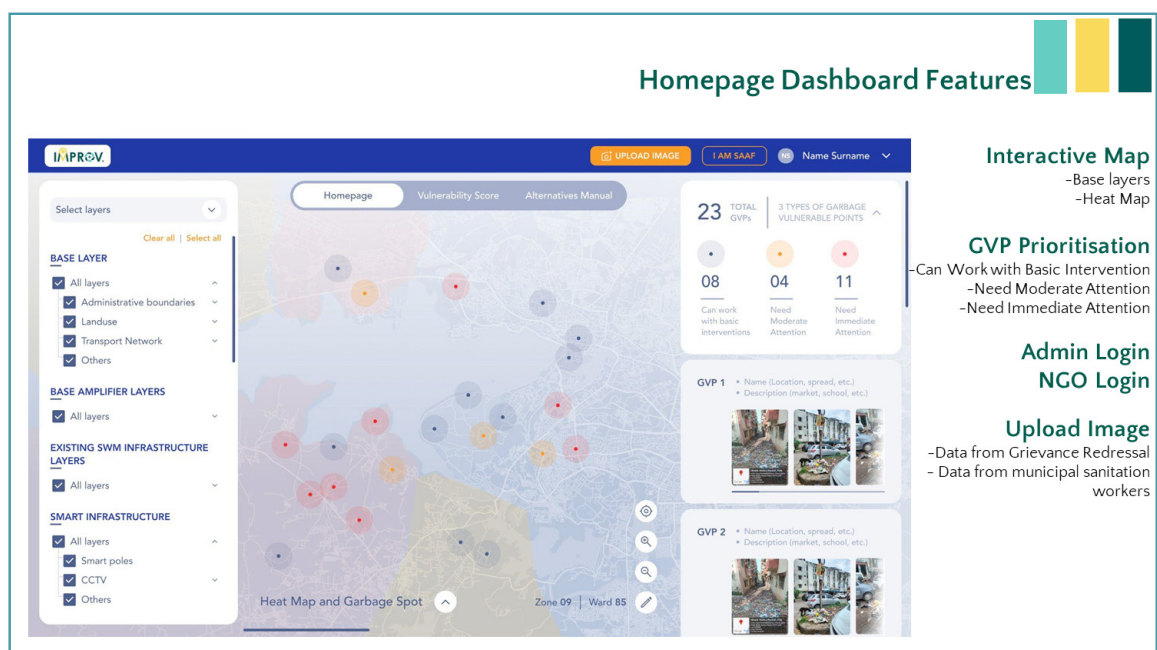 Homepage Dashboard Features
IMPROV.
UPLOAD IMAGE
I AM SAAF
NS
Name Surname
Select layers
Clear all | Select all
BASE LAYER
All layers
Administrative boundaries
Landuse
Transport Network
Others
BASE AMPLIFIER LAYERS
All layers
EXISTING SWM INFRASTRUCTURE
LAYERS
All layers
SMART INFRASTRUCTURE
All layers
Smart poles
CCTV
Others
Homepage
Vulnerability Score
Alternatives Manual
Heat Map and Garbage Spot
Zone 09 | Ward 85
23 TOTAL
GVPs
3 TYPES OF GARBAGE
VULNERABLE POINTS
08
04
11
Can work
with basic
interventions
Need
Moderate
Attention
Need
Immediate
Attention
GVP 1
• Name (Location, spread, etc.)
• Description (market, school, etc.)
GVP 2
• Name (Location, spread, etc.)
• Description (market, school, etc.)
Interactive Map
-Base layers
-Heat Map
GVP Prioritisation
-Can Work with Basic Intervention
-Need Moderate Attention
-Need Immediate Attention
Admin Login
NGO Login
Upload Image
-Data from Grievance Redressal
- Data from municipal sanitation
workers